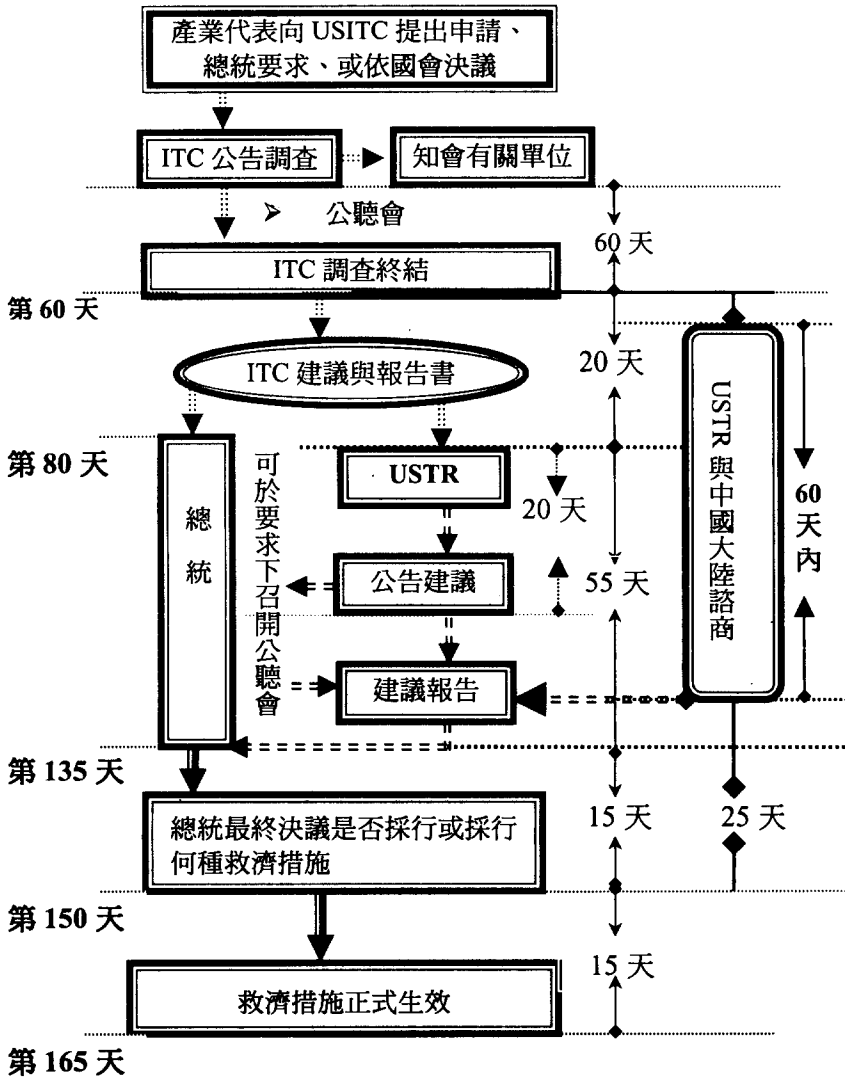 產業代表向 USITC 提出申請、
總統要求、或依國會決議
ITC 公告調查
知會有關單位
公聽會
60 天
ITC 調查終結
第 60 天
ITC 建議與報告書
20 天
第 80 天
總統
可於要求下召開公聽會
USTR
20 天
公告建議
55 天
建議報告
USTR 與中國大陸諮商
60 天內
第 135 天
總統最終決議是否採行或採行
何種救濟措施
15 天
25 天
第 150 天
15 天
救濟措施正式生效
第 165 天